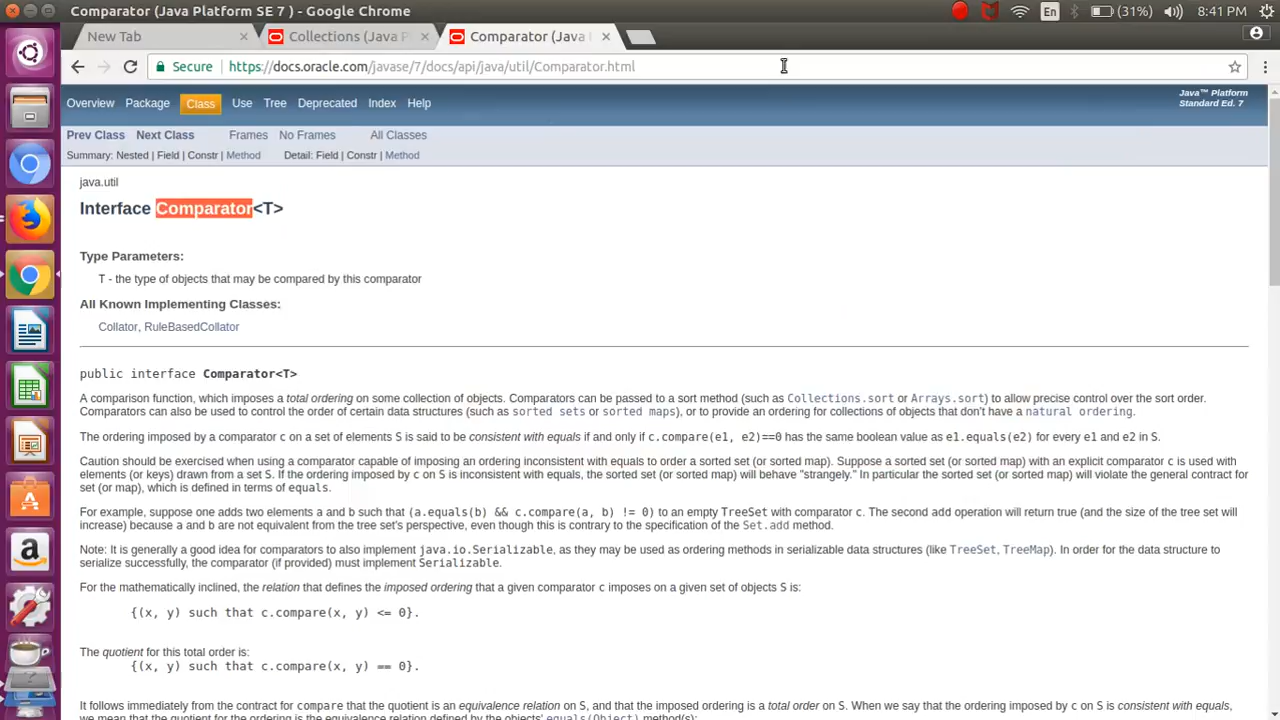 Comparator (Java Platform SE 7 ) - Google Chrome
En (31%) 8:41 PM
New Tab × Collections (Java P × Comparator (Java ×
Secure https://docs.oracle.com/javase/7/docs/api/java/util/Comparator.html
Overview Package Class Use Tree Deprecated Index Help
Java™ Platform
Standard Ed. 7
Prev Class Next Class Frames No Frames All Classes
Summary: Nested | Field | Constr | Method Detail: Field | Constr | Method
java.util
Interface Comparator<T>
Type Parameters:
T - the type of objects that may be compared by this comparator
All Known Implementing Classes:
Collator, RuleBasedCollator
public interface Comparator<T>
A comparison function, which imposes a total ordering on some collection of objects. Comparators can be passed to a sort method (such as Collections.sort or Arrays.sort) to allow precise control over the sort order.
Comparators can also be used to control the order of certain data structures (such as sorted sets or sorted maps), or to provide an ordering for collections of objects that don't have a natural ordering.
The ordering imposed by a comparator c on a set of elements S is said to be consistent with equals if and only if c.compare(e1, e2)==0 has the same boolean value as e1.equals(e2) for every e1 and e2 in S.
Caution should be exercised when using a comparator capable of imposing an ordering inconsistent with equals to order a sorted set (or sorted map). Suppose a sorted set (or sorted map) with an explicit comparator c is used with
elements (or keys) drawn from a set S. If the ordering imposed by c on S is inconsistent with equals, the sorted set (or sorted map) will behave "strangely." In particular the sorted set (or sorted map) will violate the general contract for
set (or map), which is defined in terms of equals.
For example, suppose one adds two elements a and b such that (a.equals(b) && c.compare(a, b) != 0) to an empty TreeSet with comparator c. The second add operation will return true (and the size of the tree set will
increase) because a and b are not equivalent from the tree set's perspective, even though this is contrary to the specification of the Set.add method.
Note: It is generally a good idea for comparators to also implement java.io.Serializable, as they may be used as ordering methods in serializable data structures (like TreeSet, TreeMap). In order for the data structure to
serialize successfully, the comparator (if provided) must implement Serializable.
For the mathematically inclined, the relation that defines the imposed ordering that a given comparator c imposes on a given set of objects S is:
{(x, y) such that c.compare(x, y) <= 0}.
The quotient for this total order is:
{(x, y) such that c.compare(x, y) == 0}.
It follows immediately from the contract for compare that the quotient is an equivalence relation on S, and that the imposed ordering is a total order on S. When we say that the ordering imposed by c on S is consistent with equals,
we mean that the quotient for the ordering is the equivalence relation defined by the objects' equals(Object) method(s):